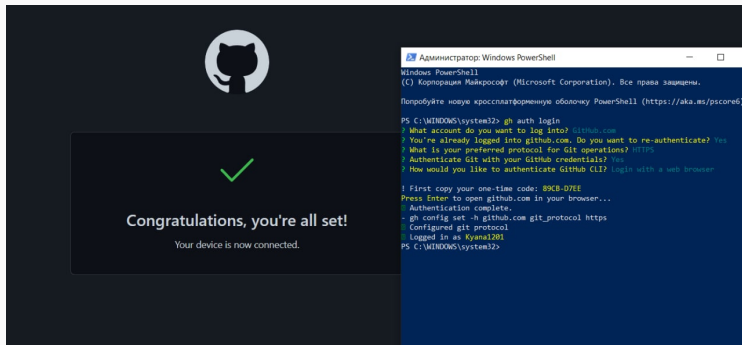 Congratulations, you're all set!
Your device is now connected.
Администратор: Windows PowerShell
Windows PowerShell
(C) Корпорация Майкрософт (Microsoft Corporation). Все права защищены.
Попробуйте новую кроссплатформенную оболочку PowerShell (https://aka.ms/pscore6)
PS C:\WINDOWS\system32> gh auth login
? What account do you want to log into? GitHub.com
? You're already logged into github.com. Do you want to re-authenticate? Yes
? What is your preferred protocol for Git operations? HTTPS
? Authenticate Git with your GitHub credentials? Yes
? How would you like to authenticate GitHub CLI? Login with a web browser
! First copy your one-time code: 89CB-D7EE
Press Enter to open github.com in your browser...
Authentication complete.
- gh config set -h github.com git_protocol https
Configured git protocol
Logged in as Kyana1201
PS C:\WINDOWS\system32>